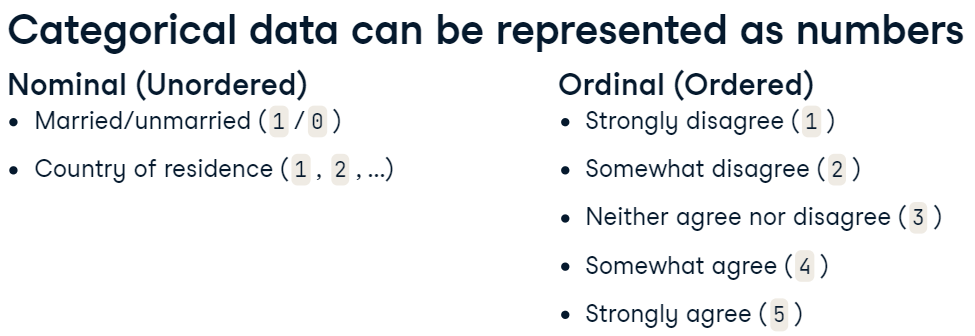 Categorical data can be represented as numbers
Nominal (Unordered)
• Married/unmarried (1/0)
• Country of residence (1, 2, ...)
Ordinal (Ordered)
• Strongly disagree (1)
• Somewhat disagree (2)
• Neither agree nor disagree (3)
• Somewhat agree (4)
• Strongly agree (5)